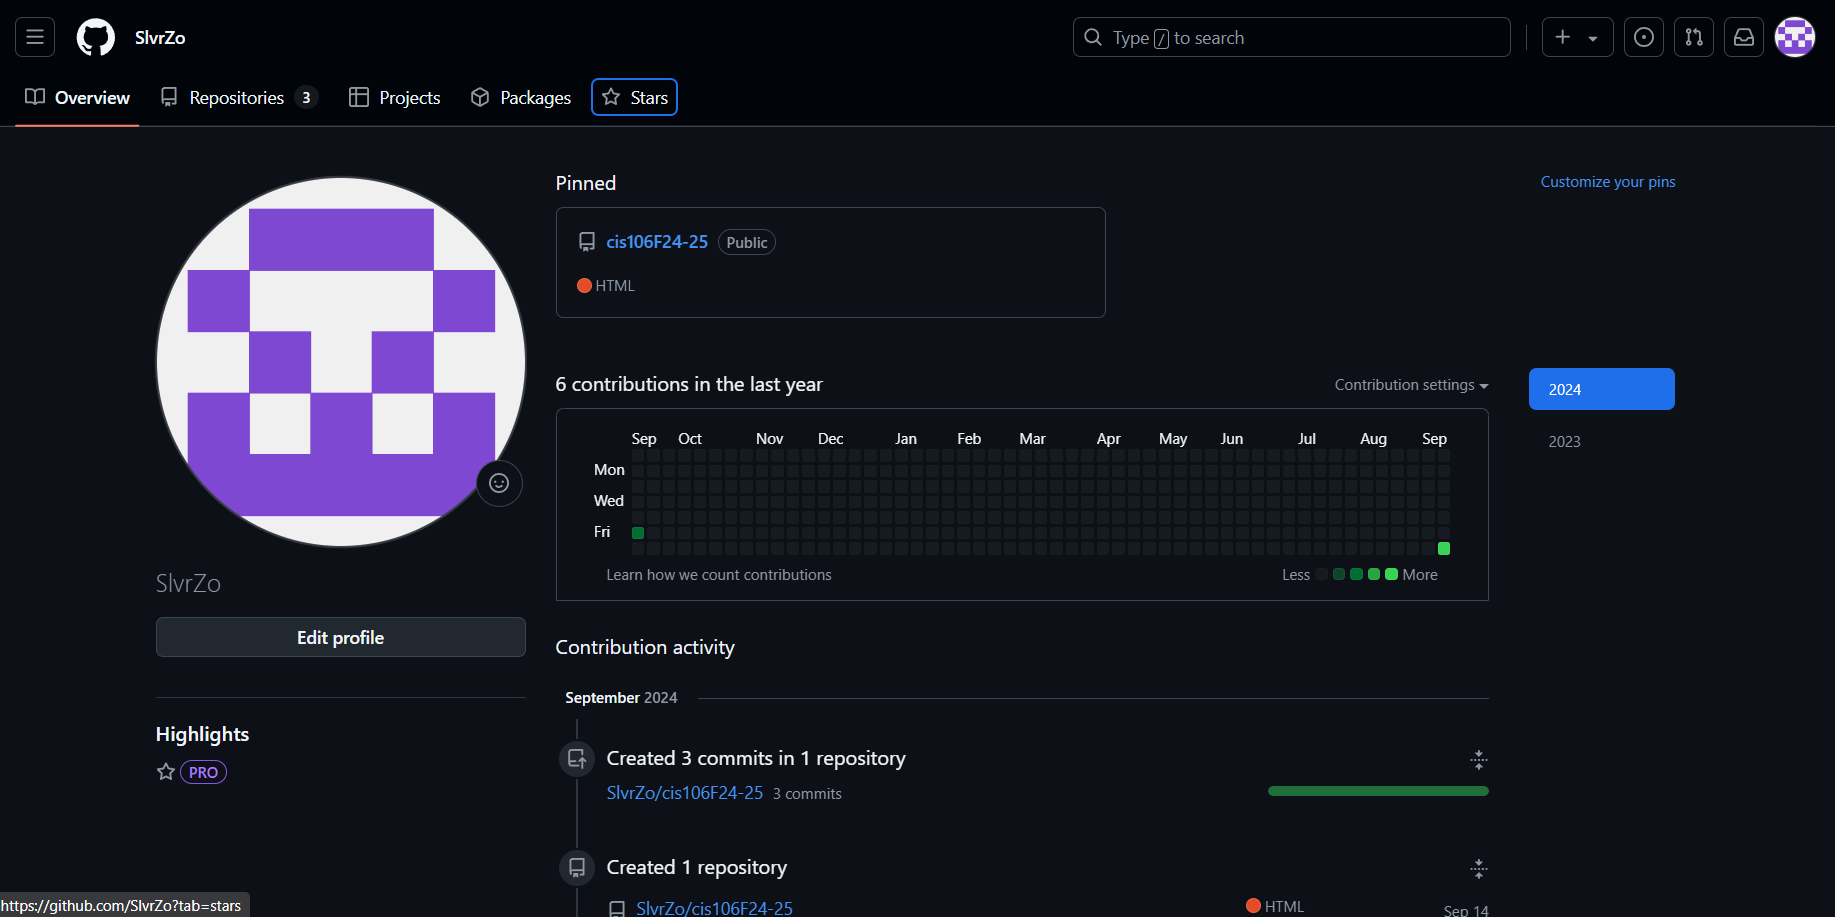 SlvrZo
Type / to search
Overview Repositories 3 Projects Packages Stars
Pinned
Customize your pins
cis106F24-25 Public
HTML
6 contributions in the last year
Contribution settings
2024
2023
Sep Oct Nov Dec Jan Feb Mar Apr May Jun Jul Aug Sep
Mon
Wed
Fri
Learn how we count contributions
Less More
SlvrZo
Edit profile
Highlights
PRO
Contribution activity
September 2024
Created 3 commits in 1 repository
SlvrZo/cis106F24-25 3 commits
Created 1 repository
SlvrZo/cis106F24-25 HTML Sep 14
https://github.com/SlvrZo?tab=stars